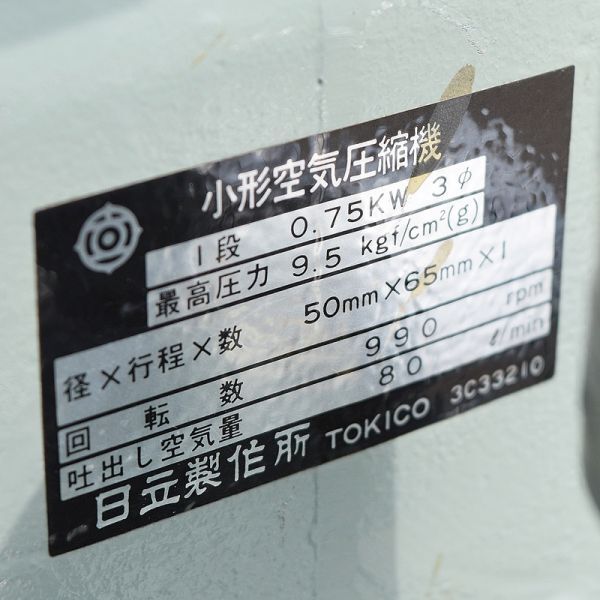 小形空気圧縮機
1段 0.75KW 3φ
最高圧力 9.5 kgf/cm²(g)
径×行程×数 50mm×65mm×1
回転数 990 rpm
吐出し空気量 80 ℓ/min
日立製作所 TOKICO 3C33210